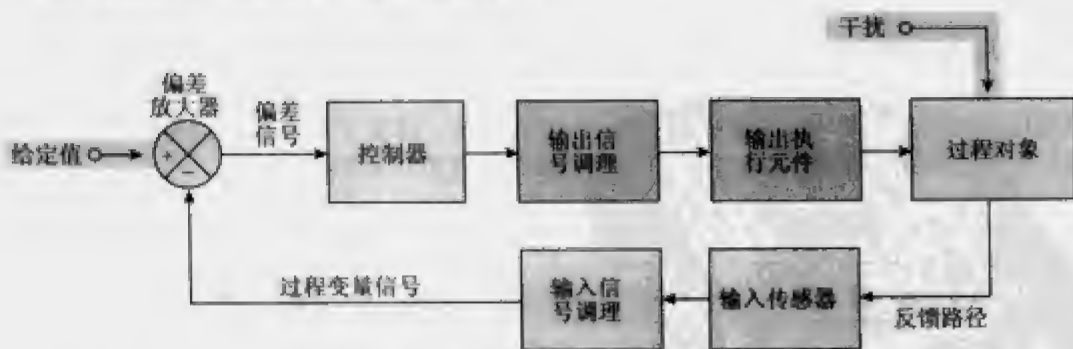 干扰
偏差
放大器
偏差
信号
给定值
+
−
控制器
输出信
号调理
输出执
行元件
过程对象
过程变量信号
输入信
号调理
输入传感器
反馈路径